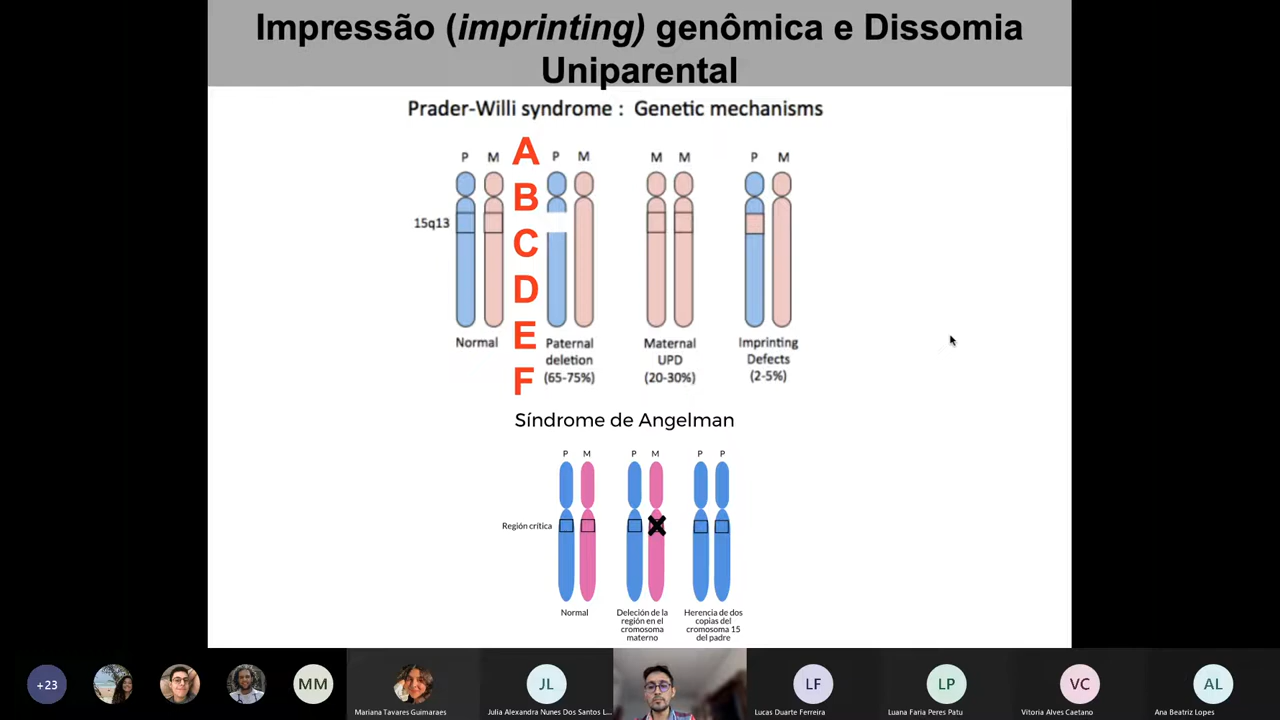 Impressão (imprinting) genômica e Dissomia
Uniparental
Prader-Willi syndrome : Genetic mechanisms
P M
P M
M M
P M
A
B
C
D
E
F
15q13
Normal
Paternal
deletion
(65-75%)
Maternal
UPD
(20-30%)
Imprinting
Defects
(2-5%)
Síndrome de Angelman
P M
P M
P P
Región crítica
Normal
Deleción de la
región en el
cromosoma
materno
Herencia de dos
copias del
cromosoma 15
del padre
+23
MM
Mariana Tavares Guimaraes
JL
Julia Alexandra Nunes Dos Santos L...
LF
Lucas Duarte Ferreira
LP
Luana Faria Peres Patu
VC
Vitoria Alves Caetano
AL
Ana Beatriz Lopes